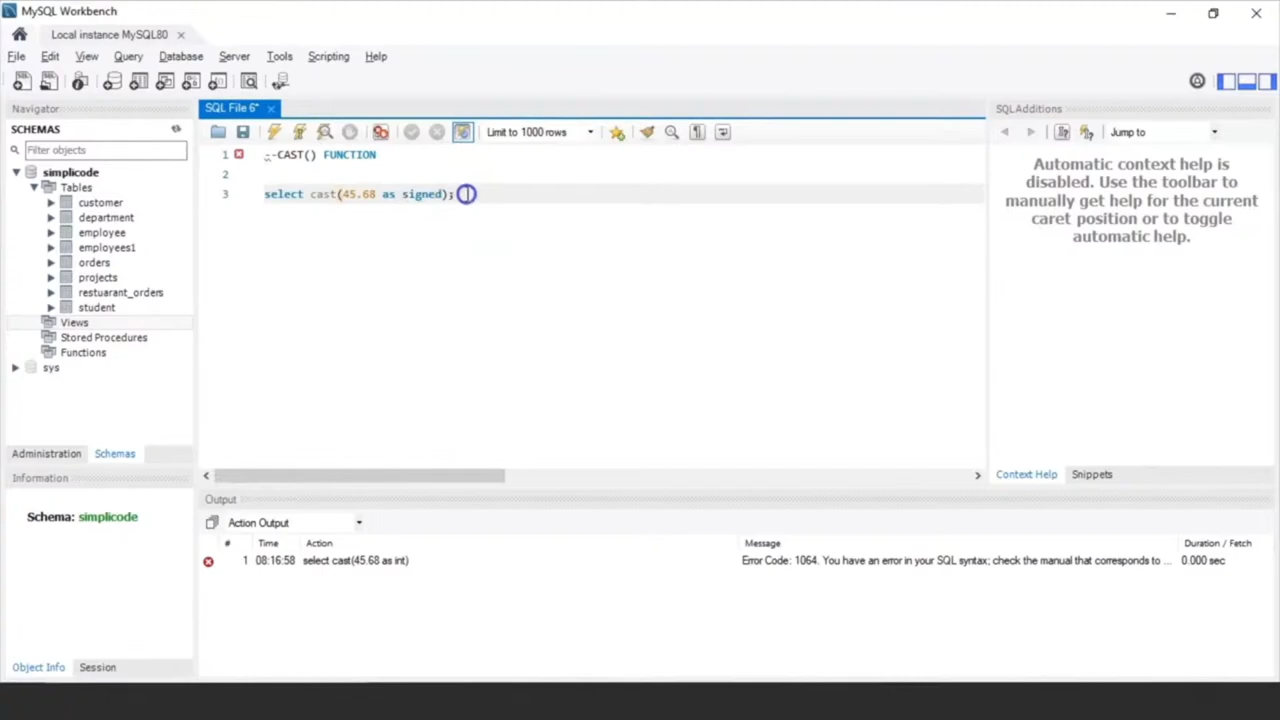 MySQL Workbench
Local instance MySQL80
File Edit View Query Database Server Tools Scripting Help
Navigator
SCHEMAS
Filter objects
simplicode
Tables
customer
department
employee
employees1
orders
projects
restuarant_orders
student
Views
Stored Procedures
Functions
sys
Administration Schemas
Information
Schema: simplicode
Object Info Session
SQL File 6*
Limit to 1000 rows
1 --CAST() FUNCTION
2
3 select cast(45.68 as signed);
Output
Action Output
# Time Action Message Duration / Fetch
1 08:16:58 select cast(45.68 as int) Error Code: 1064. You have an error in your SQL syntax; check the manual that corresponds to ... 0.000 sec
SQLAdditions
Jump to
Automatic context help is
disabled. Use the toolbar to
manually get help for the current
caret position or to toggle
automatic help.
Context Help Snippets